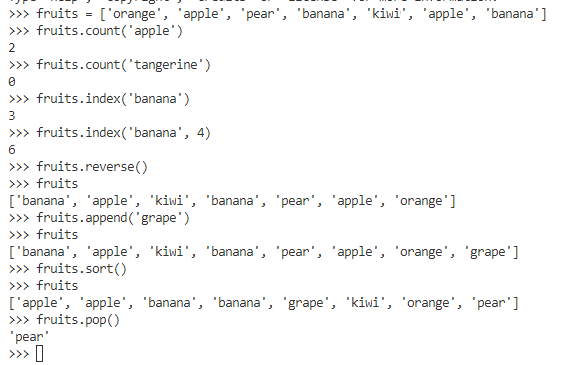 >>> fruits = ['orange', 'apple', 'pear', 'banana', 'kiwi', 'apple', 'banana']
>>> fruits.count('apple')
2
>>> fruits.count('tangerine')
0
>>> fruits.index('banana')
3
>>> fruits.index('banana', 4)
6
>>> fruits.reverse()
>>> fruits
['banana', 'apple', 'kiwi', 'banana', 'pear', 'apple', 'orange']
>>> fruits.append('grape')
>>> fruits
['banana', 'apple', 'kiwi', 'banana', 'pear', 'apple', 'orange', 'grape']
>>> fruits.sort()
>>> fruits
['apple', 'apple', 'banana', 'banana', 'grape', 'kiwi', 'orange', 'pear']
>>> fruits.pop()
'pear'
>>>